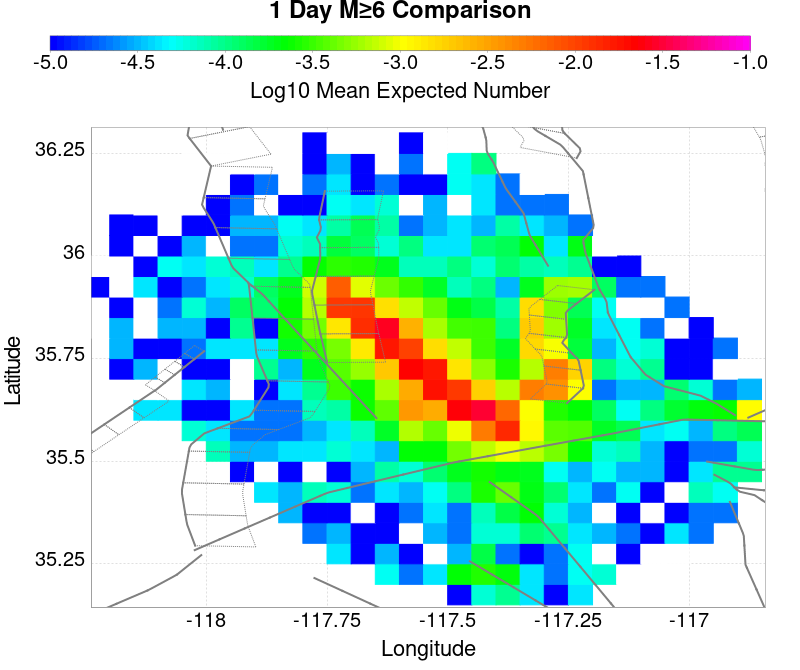 1 Day M≥6 Comparison
-5.0 -4.5 -4.0 -3.5 -3.0 -2.5 -2.0 -1.5 -1.0
Log10 Mean Expected Number
36.25
36
35.75
35.5
35.25
Latitude
-118 -117.75 -117.5 -117.25 -117
Longitude